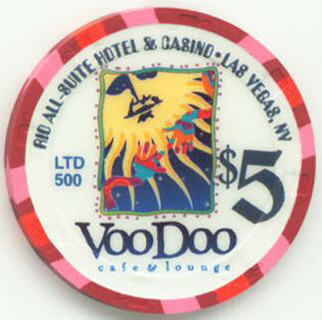 RIO ALL-SUITE HOTEL & CASINO • LAS VEGAS, NV
LTD
500
$5
VooDoo
cafe & lounge